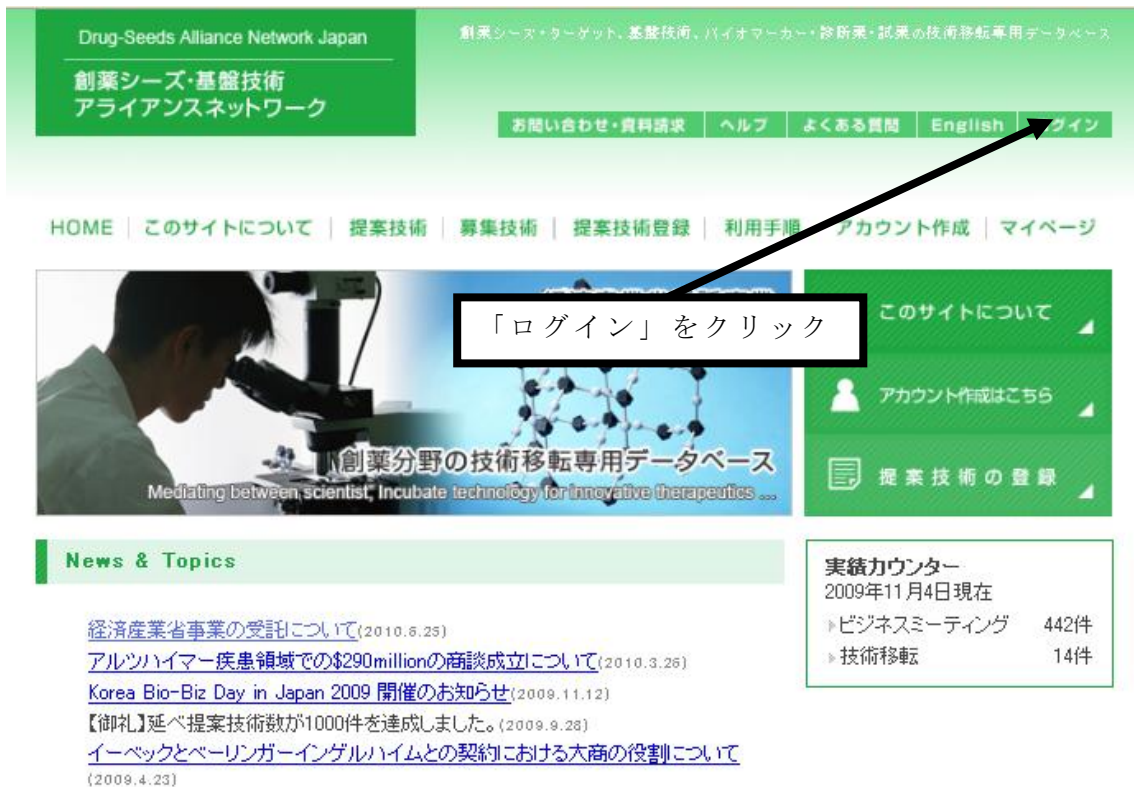 Drug-Seeds Alliance Network Japan
創薬シーズ・ターゲット、基盤技術、バイオマーカー・診断薬・試薬の技術移転専用データベース
創薬シーズ・基盤技術
アライアンスネットワーク
お問い合わせ・資料請求 ヘルプ よくある質問 English グイン
HOME このサイトについて 提案技術 募集技術 提案技術登録 利用手順 アカウント作成 マイページ
「ログイン」をクリック
このサイトについて
アカウント作成はこちら
創薬分野の技術移転専用データベース
Mediating between scientist, Incubate technology for innovative therapeutics ...
提案技術の登録
News & Topics
実績カウンター
2009年11月4日現在
ビジネスミーティング 442件
技術移転 14件
経済産業省事業の受託について(2010.6.25)
アルツハイマー疾患領域での$290millionの商談成立について(2010.3.26)
Korea Bio-Biz Day in Japan 2009 開催のお知らせ(2009.11.12)
【御礼】延べ提案技術数が1000件を達成しました。(2009.9.28)
イーベックとベーリンガーインゲルハイムとの契約における大商の役割について
(2009.4.23)